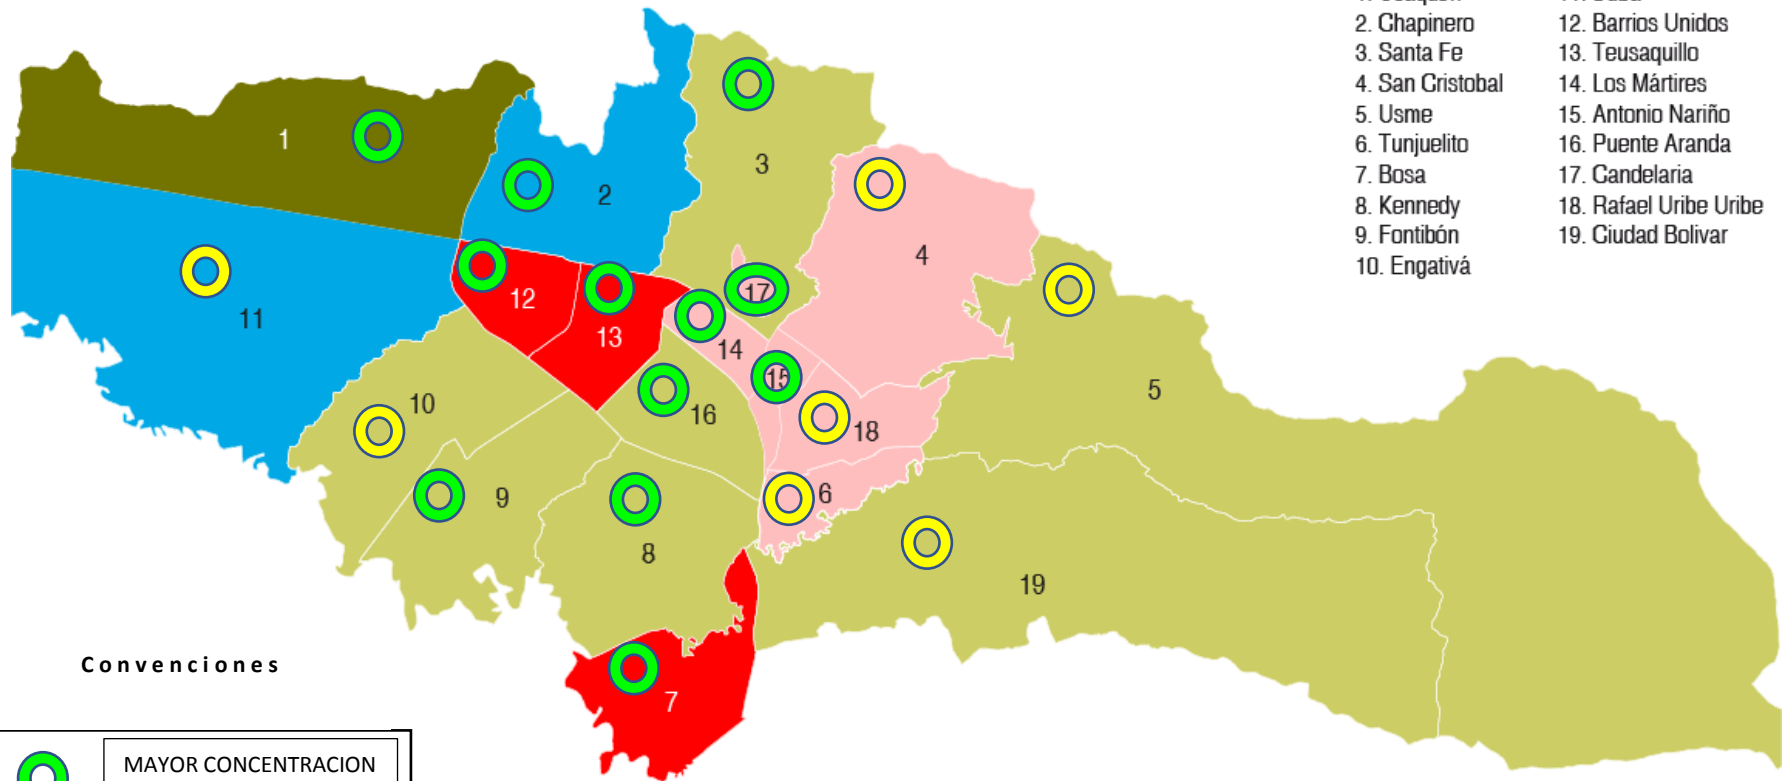 2. Chapinero
3. Santa Fe
4. San Cristobal
5. Usme
6. Tunjuelito
7. Bosa
8. Kennedy
9. Fontibón
10. Engativá
12. Barrios Unidos
13. Teusaquillo
14. Los Mártires
15. Antonio Nariño
16. Puente Aranda
17. Candelaria
18. Rafael Uribe Uribe
19. Ciudad Bolivar
1
2
3
4
11
12
17
13
14
15
5
10
16
18
9
6
8
19
7
Convenciones
MAYOR CONCENTRACION